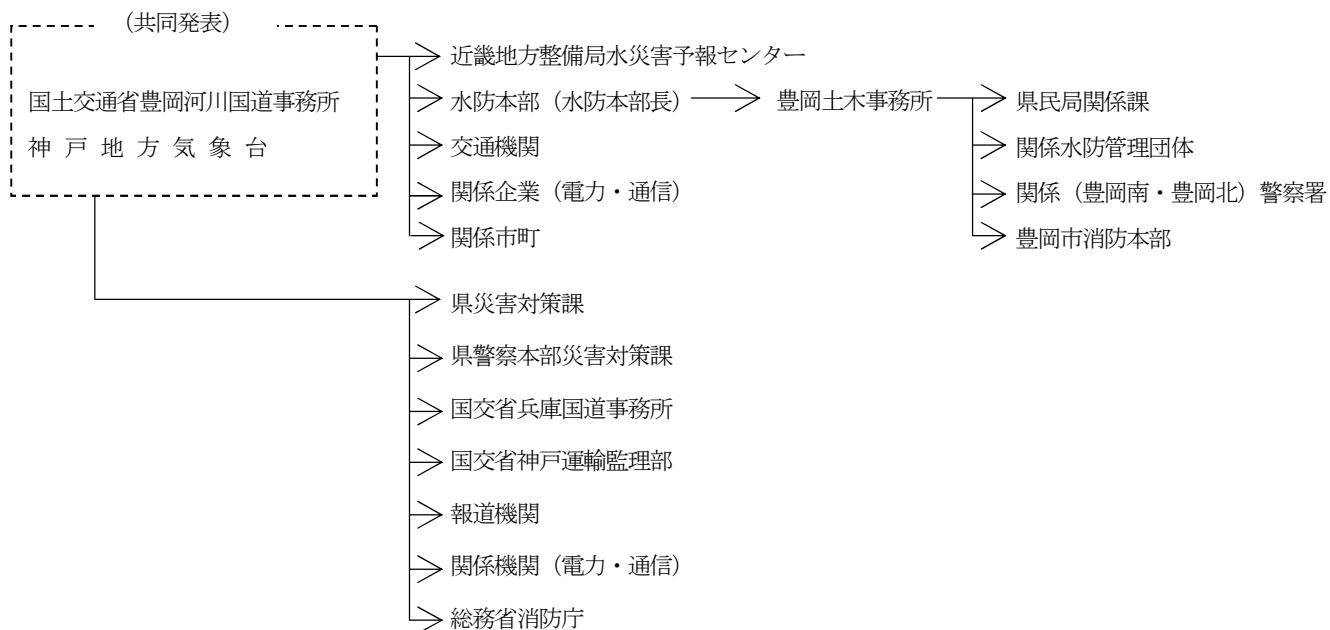 （共同発表）
国土交通省豊岡河川国道事務所
神戸地方気象台
近畿地方整備局水災害予報センター
水防本部（水防本部長）
交通機関
関係企業（電力・通信）
関係市町
豊岡土木事務所
県民局関係課
関係水防管理団体
関係（豊岡南・豊岡北）警察署
豊岡市消防本部
県災害対策課
県警察本部災害対策課
国交省兵庫国道事務所
国交省神戸運輸監理部
報道機関
関係機関（電力・通信）
総務省消防庁